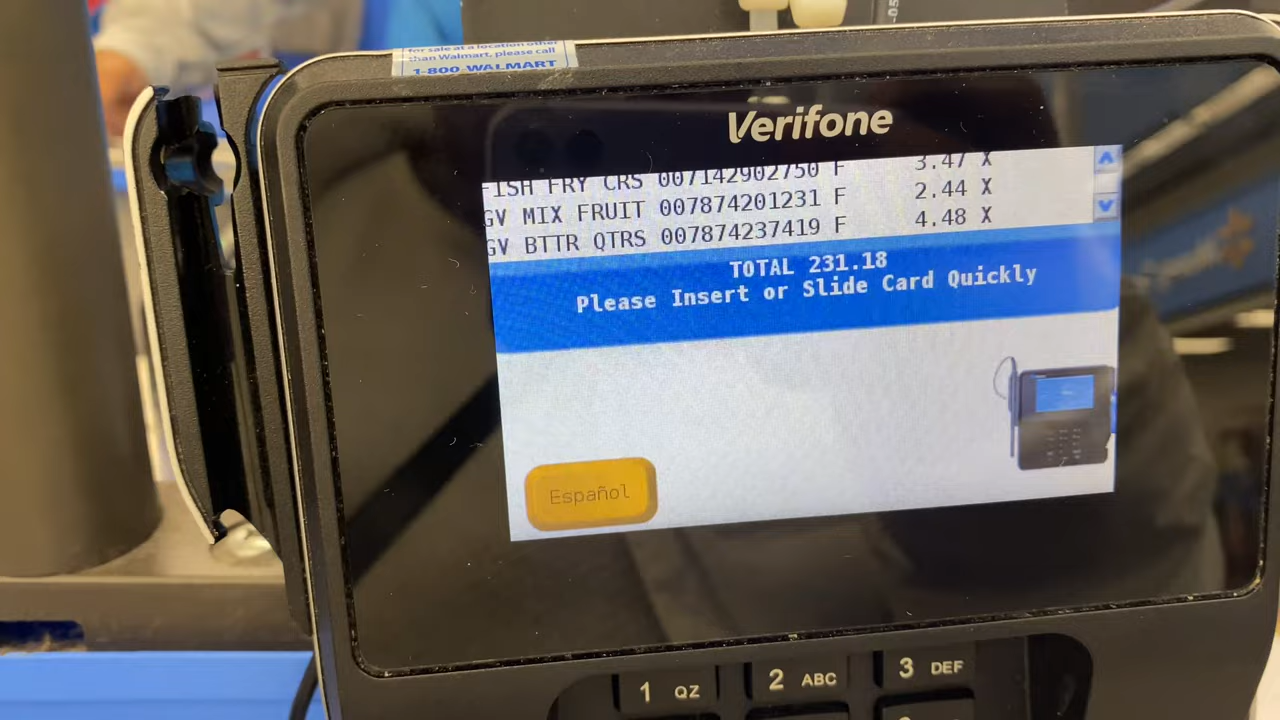 for sale at a location other
than Walmart, please call
1-800 WALMART
Verifone
FISH FRY CRS 007142902750 F 3.47 X
GV MIX FRUIT 007874201231 F 2.44 X
GV BTTR QTRS 007874237419 F 4.48 X
TOTAL 231.18
Please Insert or Slide Card Quickly
Español
1 QZ 2 ABC 3 DEF